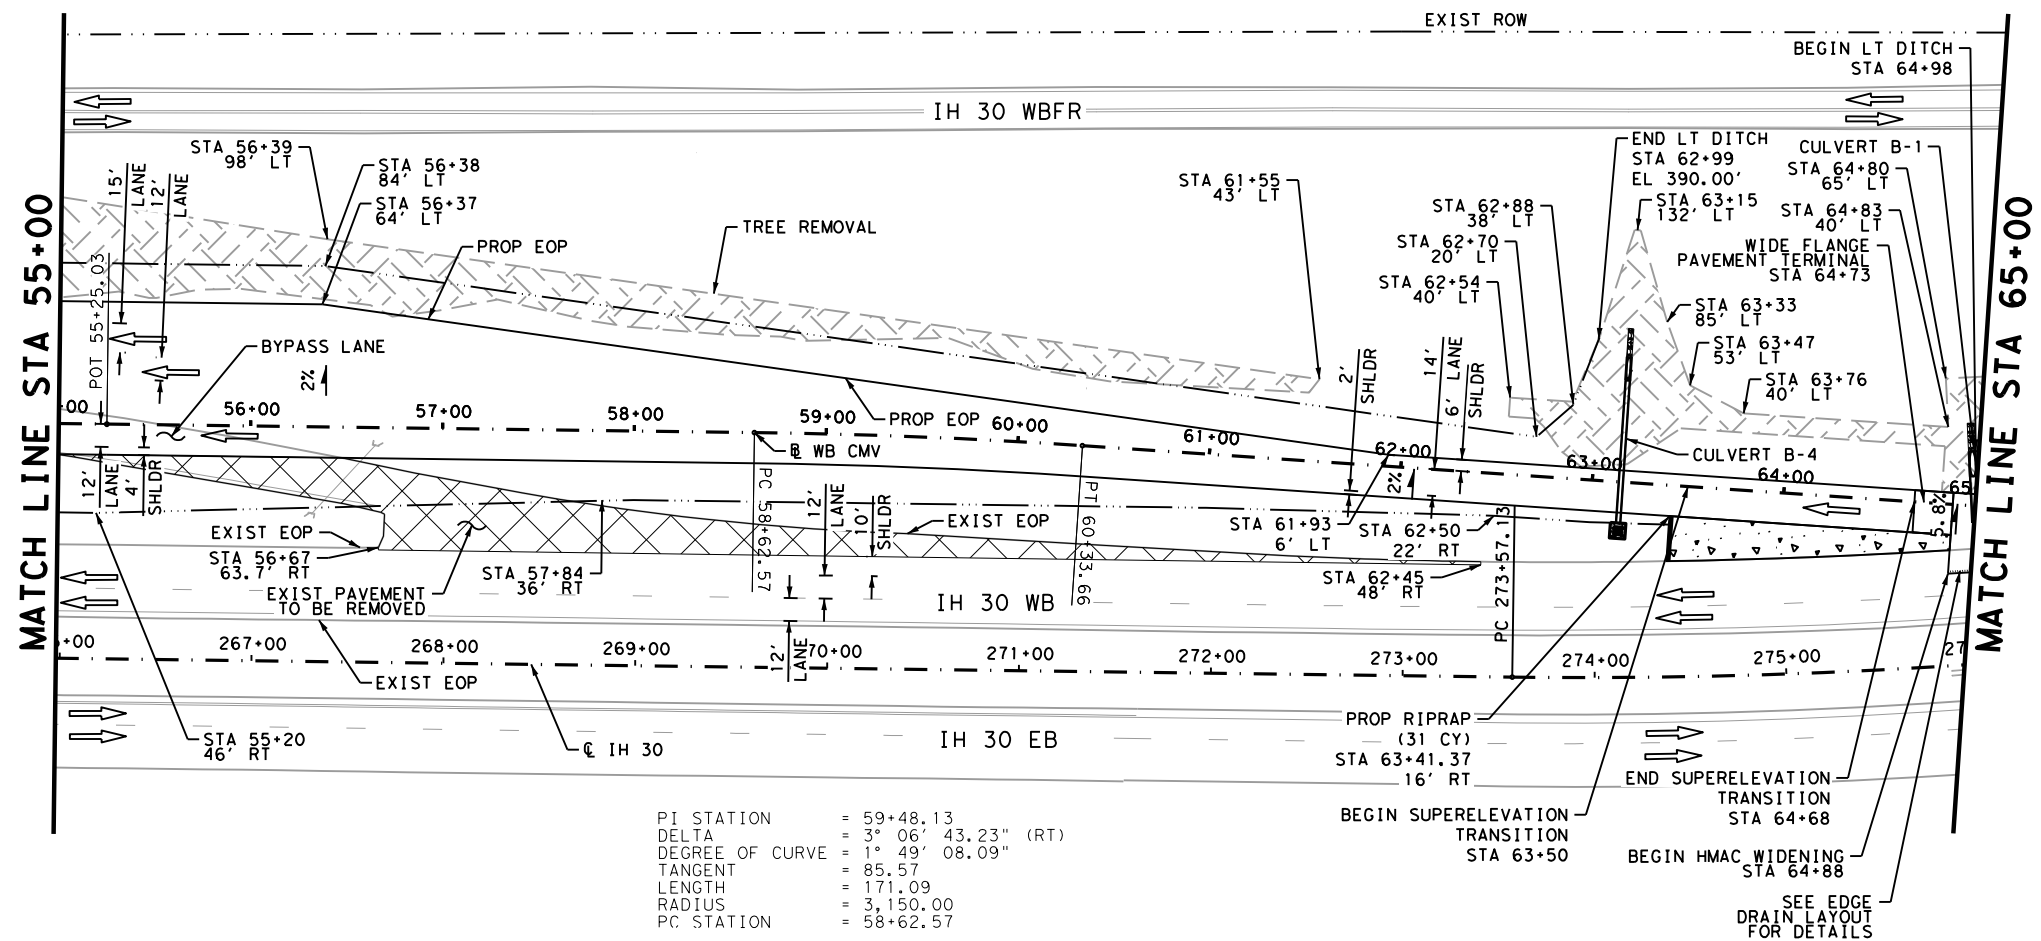 EXIST ROW
BEGIN LT DITCH
STA 64+98
IH 30 WBFR
STA 56+39
98' LT
STA 56+38
84' LT
STA 56+37
64' LT
15'
LANE
12'
LANE
PROP EOP
TREE REMOVAL
STA 61+55
43' LT
STA 62+88
38' LT
STA 62+70
20' LT
STA 62+54
40' LT
END LT DITCH
STA 62+99
EL 390.00'
STA 63+15
132' LT
STA 63+33
85' LT
STA 63+47
53' LT
STA 63+76
40' LT
CULVERT B-1
STA 64+80
65' LT
STA 64+83
40' LT
WIDE FLANGE
PAVEMENT TERMINAL
STA 64+73
MATCH LINE STA 55+00
MATCH LINE STA 65+00
POT 55+25.03
BYPASS LANE
2%
PROP EOP
2'
SHLDR
14'
LANE
6'
SHLDR
CULVERT B-4
00
56+00
57+00
58+00
59+00
60+00
61+00
62+00
63+00
64+00
65
℄ WB CMV
2%
5.8%
12'
LANE
4'
SHLDR
PC 58+62.57
12'
LANE
10'
SHLDR
PT 60+33.66
EXIST EOP
STA 56+67
63.7' RT
EXIST PAVEMENT
TO BE REMOVED
STA 57+84
36' RT
EXIST EOP
STA 61+93
6' LT
STA 62+50
22' RT
STA 62+45
48' RT
PC 273+57.13
IH 30 WB
12'
LANE
+00
267+00
268+00
269+00
270+00
271+00
272+00
273+00
274+00
275+00
27
EXIST EOP
STA 55+20
46' RT
℄ IH 30
IH 30 EB
PROP RIPRAP
(31 CY)
STA 63+41.37
16' RT
BEGIN SUPERELEVATION
TRANSITION
STA 63+50
END SUPERELEVATION
TRANSITION
STA 64+68
BEGIN HMAC WIDENING
STA 64+88
SEE EDGE
DRAIN LAYOUT
FOR DETAILS
PI STATION = 59+48.13
DELTA = 3° 06' 43.23" (RT)
DEGREE OF CURVE = 1° 49' 08.09"
TANGENT = 85.57
LENGTH = 171.09
RADIUS = 3,150.00
PC STATION = 58+62.57